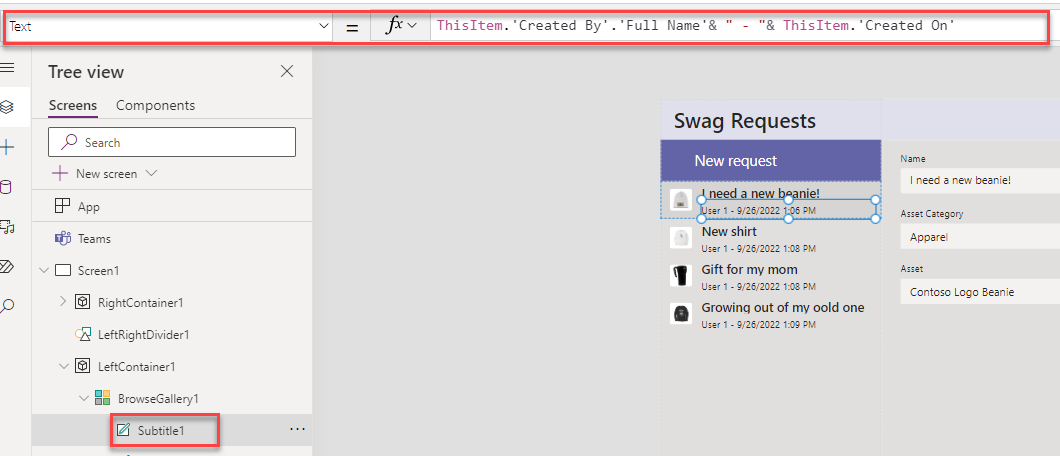 Text = fx ThisItem.'Created By'.'Full Name'& " - "& ThisItem.'Created On'
Tree view
Screens Components
Search
New screen
App
Teams
Screen1
RightContainer1
LeftRightDivider1
LeftContainer1
BrowseGallery1
Subtitle1 ...
Swag Requests
New request
I need a new beanie!
User 1 - 9/26/2022 1:06 PM
New shirt
User 1 - 9/26/2022 1:08 PM
Gift for my mom
User 1 - 9/26/2022 1:08 PM
Growing out of my oold one
User 1 - 9/26/2022 1:09 PM
Name
I need a new beanie!
Asset Category
Apparel
Asset
Contoso Logo Beanie